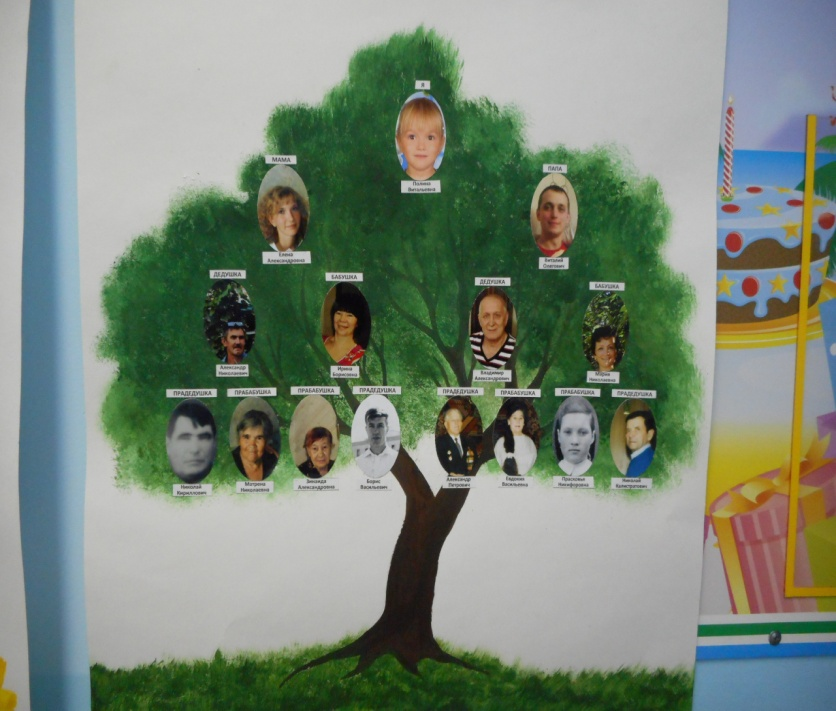 Я
Полина
Витальевна
МАМА
Елена
Александровна
ПАПА
Виталий
Олегович
ДЕДУШКА
Александр
Николаевич
БАБУШКА
Ирина
Борисовна
ДЕДУШКА
Владимир
Александрович
БАБУШКА
Мария
Николаевна
ПРАДЕДУШКА
Николай
Кириллович
ПРАБАБУШКА
Матрена
Николаевна
ПРАБАБУШКА
Зинаида
Александровна
ПРАДЕДУШКА
Борис
Васильевич
ПРАДЕДУШКА
Александр
Петрович
ПРАБАБУШКА
Евдокия
Васильевна
ПРАБАБУШКА
Прасковья
Никифоровна
ПРАДЕДУШКА
Николай
Калистратович